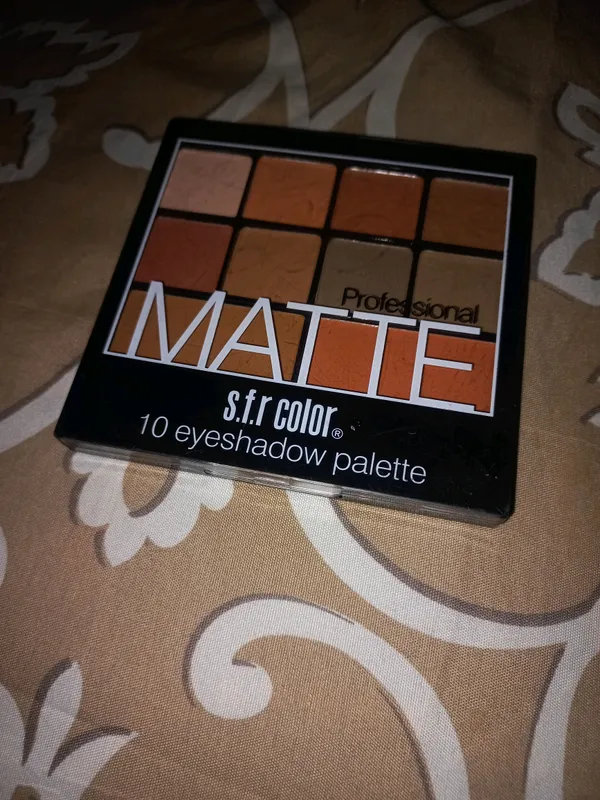 Professional
MATTE
s.f.r color®
10 eyeshadow palette